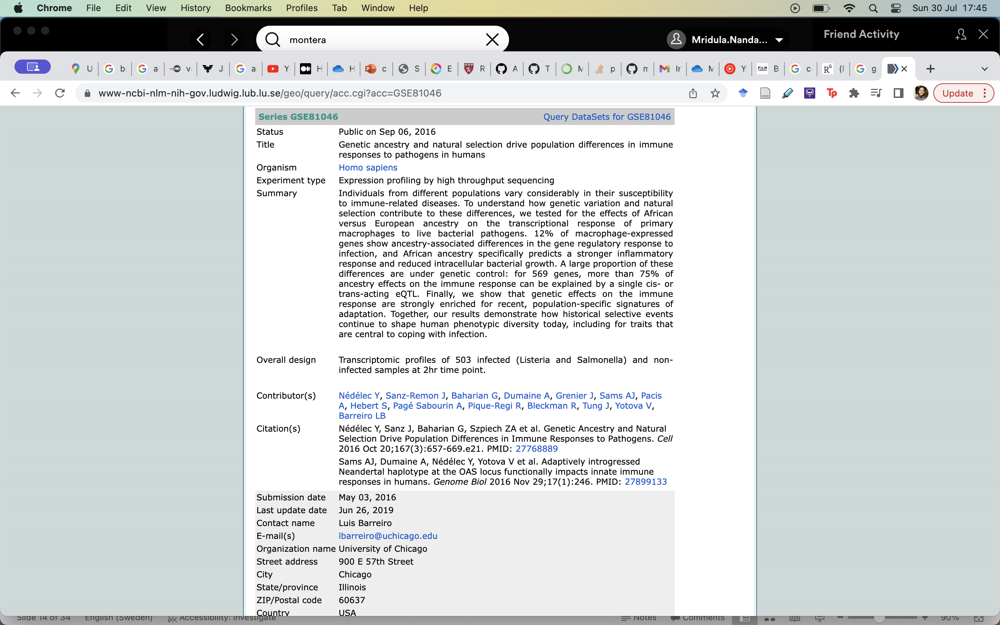 Chrome File Edit View History Bookmarks Profiles Tab Window Help Sun 30 Jul 17:45
montera Mridula.Nanda... Friend Activity
U b a v J a Y H H c S E R A T M p m Ir M Y FILM B c R^G g
www-ncbi-nlm-nih-gov.ludwig.lub.lu.se/geo/query/acc.cgi?acc=GSE81046 Tp Update
Series GSE81046 Query DataSets for GSE81046
Status Public on Sep 06, 2016
Title Genetic ancestry and natural selection drive population differences in immune
responses to pathogens in humans
Organism Homo sapiens
Experiment type Expression profiling by high throughput sequencing
Summary Individuals from different populations vary considerably in their susceptibility
to immune-related diseases. To understand how genetic variation and natural
selection contribute to these differences, we tested for the effects of African
versus European ancestry on the transcriptional response of primary
macrophages to live bacterial pathogens. 12% of macrophage-expressed
genes show ancestry-associated differences in the gene regulatory response to
infection, and African ancestry specifically predicts a stronger inflammatory
response and reduced intracellular bacterial growth. A large proportion of these
differences are under genetic control: for 569 genes, more than 75% of
ancestry effects on the immune response can be explained by a single cis- or
trans-acting eQTL. Finally, we show that genetic effects on the immune
response are strongly enriched for recent, population-specific signatures of
adaptation. Together, our results demonstrate how historical selective events
continue to shape human phenotypic diversity today, including for traits that
are central to coping with infection.
Overall design Transcriptomic profiles of 503 infected (Listeria and Salmonella) and non-
infected samples at 2hr time point.
Contributor(s) Nédélec Y, Sanz-Remon J, Baharian G, Dumaine A, Grenier J, Sams AJ, Pacis
A, Hebert S, Pagé Sabourin A, Pique-Regi R, Bleckman R, Tung J, Yotova V,
Barreiro LB
Citation(s) Nédélec Y, Sanz J, Baharian G, Szpiech ZA et al. Genetic Ancestry and Natural
Selection Drive Population Differences in Immune Responses to Pathogens. Cell
2016 Oct 20;167(3):657-669.e21. PMID: 27768889
Sams AJ, Dumaine A, Nédélec Y, Yotova V et al. Adaptively introgressed
Neandertal haplotype at the OAS locus functionally impacts innate immune
responses in humans. Genome Biol 2016 Nov 29;17(1):246. PMID: 27899133
Submission date May 03, 2016
Last update date Jun 26, 2019
Contact name Luis Barreiro
E-mail(s) lbarreiro@uchicago.edu
Organization name University of Chicago
Street address 900 E 57th Street
City Chicago
State/province Illinois
ZIP/Postal code 60637
Country USA
Slide 14 of 34 English (Sweden) Accessibility: Investigate Notes Comments 90%